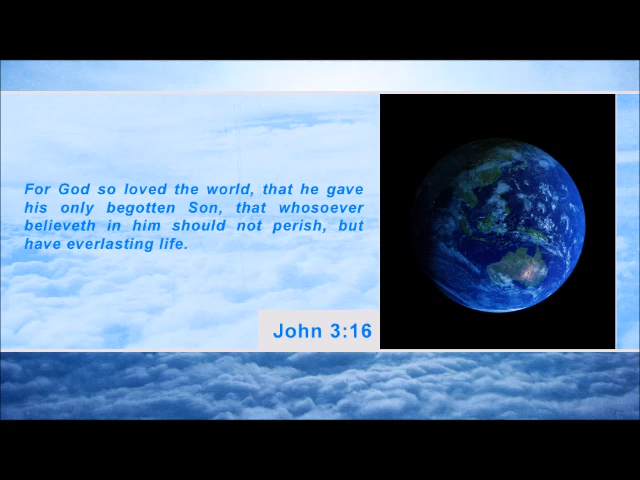 For God so loved the world, that he gave
his only begotten Son, that whosoever
believeth in him should not perish, but
have everlasting life.
John 3:16